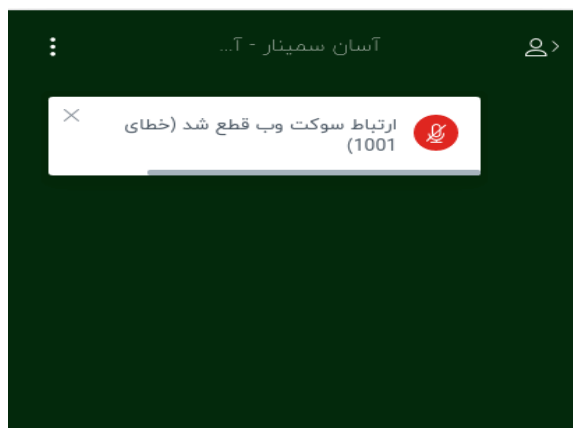 آسان سمینار - آ...
ارتباط سوکت وب قطع شد (خطای
1001)